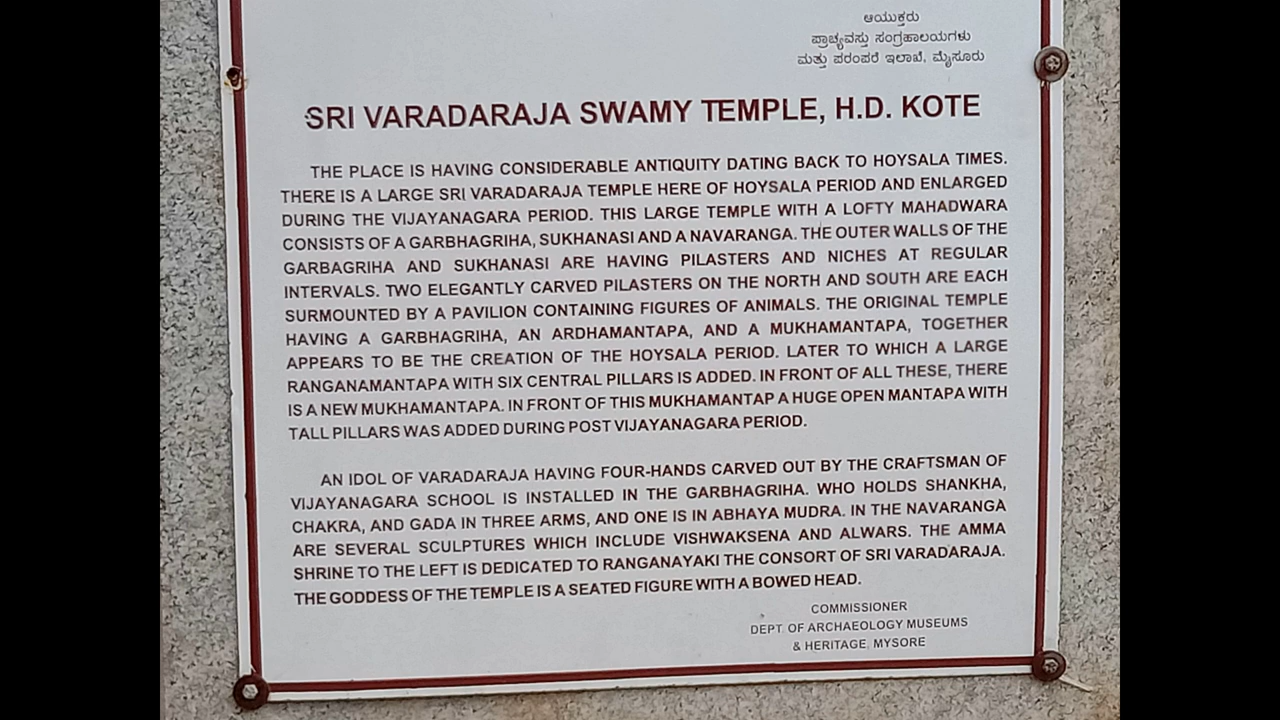 ಆಯುಕ್ತರು
ಪ್ರಾಚ್ಯವಸ್ತು ಸಂಗ್ರಹಾಲಯಗಳು
ಮತ್ತು ಪರಂಪರೆ ಇಲಾಖೆ, ಮೈಸೂರು
SRI VARADARAJA SWAMY TEMPLE, H.D. KOTE
THE PLACE IS HAVING CONSIDERABLE ANTIQUITY DATING BACK TO HOYSALA TIMES.
THERE IS A LARGE SRI VARADARAJA TEMPLE HERE OF HOYSALA PERIOD AND ENLARGED
DURING THE VIJAYANAGARA PERIOD. THIS LARGE TEMPLE WITH A LOFTY MAHADWARA
CONSISTS OF A GARBHAGRIHA, SUKHANASI AND A NAVARANGA. THE OUTER WALLS OF THE
GARBAGRIHA AND SUKHANASI ARE HAVING PILASTERS AND NICHES AT REGULAR
INTERVALS. TWO ELEGANTLY CARVED PILASTERS ON THE NORTH AND SOUTH ARE EACH
SURMOUNTED BY A PAVILION CONTAINING FIGURES OF ANIMALS. THE ORIGINAL TEMPLE
HAVING A GARBHAGRIHA, AN ARDHAMANTAPA, AND A MUKHAMANTAPA, TOGETHER
APPEARS TO BE THE CREATION OF THE HOYSALA PERIOD. LATER TO WHICH A LARGE
RANGANAMANTAPA WITH SIX CENTRAL PILLARS IS ADDED. IN FRONT OF ALL THESE, THERE
IS A NEW MUKHAMANTAPA. IN FRONT OF THIS MUKHAMANTAP A HUGE OPEN MANTAPA WITH
TALL PILLARS WAS ADDED DURING POST VIJAYANAGARA PERIOD.
AN IDOL OF VARADARAJA HAVING FOUR-HANDS CARVED OUT BY THE CRAFTSMAN OF
VIJAYANAGARA SCHOOL IS INSTALLED IN THE GARBHAGRIHA. WHO HOLDS SHANKHA,
CHAKRA, AND GADA IN THREE ARMS, AND ONE IS IN ABHAYA MUDRA. IN THE NAVARANGA
ARE SEVERAL SCULPTURES WHICH INCLUDE VISHWAKSENA AND ALWARS. THE AMMA
SHRINE TO THE LEFT IS DEDICATED TO RANGANAYAKI THE CONSORT OF SRI VARADARAJA.
THE GODDESS OF THE TEMPLE IS A SEATED FIGURE WITH A BOWED HEAD.
COMMISSIONER
DEPT. OF ARCHAEOLOGY MUSEUMS
& HERITAGE, MYSORE